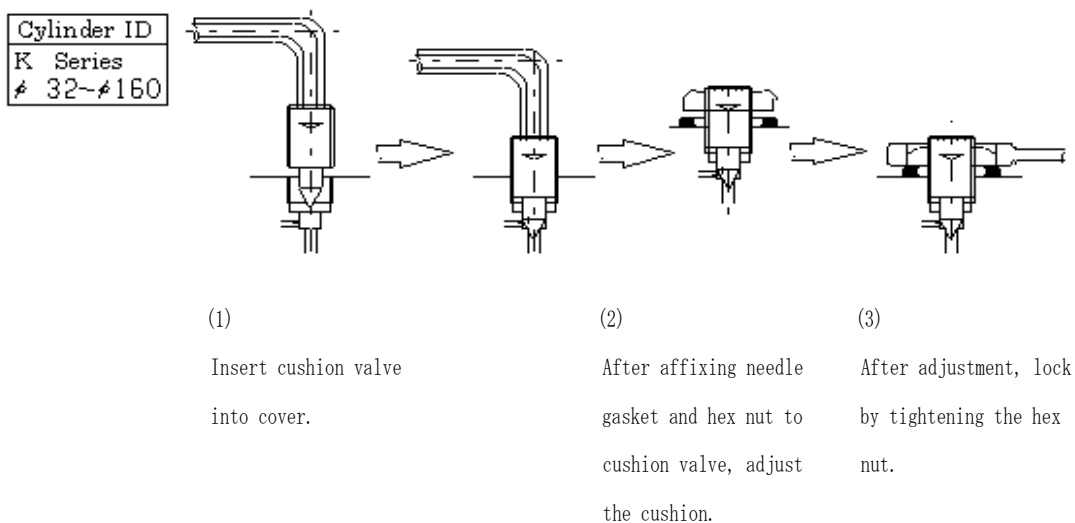 Cylinder ID
K Series
φ 32~φ160
(1)
Insert cushion valve
into cover.
(2)
After affixing needle
gasket and hex nut to
cushion valve, adjust
the cushion.
(3)
After adjustment, lock
by tightening the hex
nut.